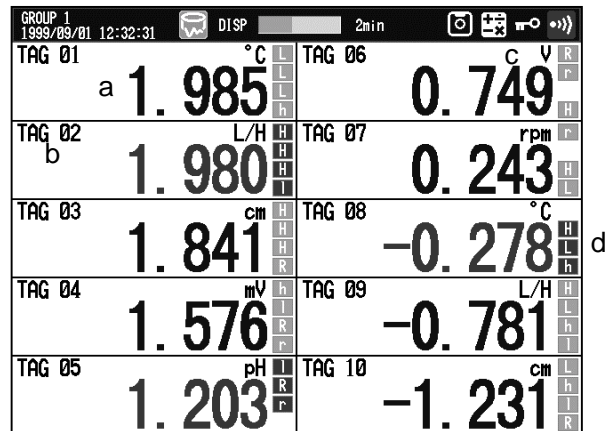 GROUP 1
1999/09/01 12:32:31
DISP
2min
TAG 01
°C
a
1. 985
L
L
L
h
TAG 02
L/H
b
1. 980
H
H
H
l
TAG 03
cm
1. 841
H
H
H
R
TAG 04
mV
1. 576
h
l
R
r
TAG 05
pH
1. 203
l
R
r
TAG 06
c
V
0. 749
R
r
H
TAG 07
rpm
0. 243
r
H
L
TAG 08
°C
-0. 278
H
L
h
d
TAG 09
L/H
-0. 781
H
L
h
l
TAG 10
cm
-1. 231
L
h
l
R